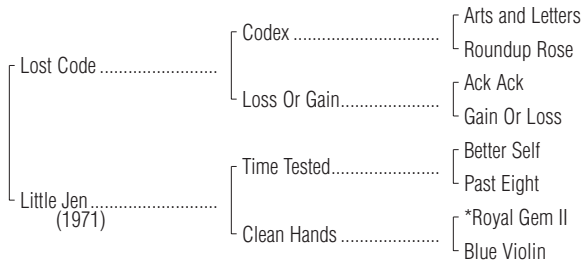 Arts and Letters
Codex
Roundup Rose
Lost Code
Ack Ack
Loss Or Gain
Gain Or Loss
Better Self
Time Tested
Past Eight
Little Jen
(1971)
*Royal Gem II
Clean Hands
Blue Violin